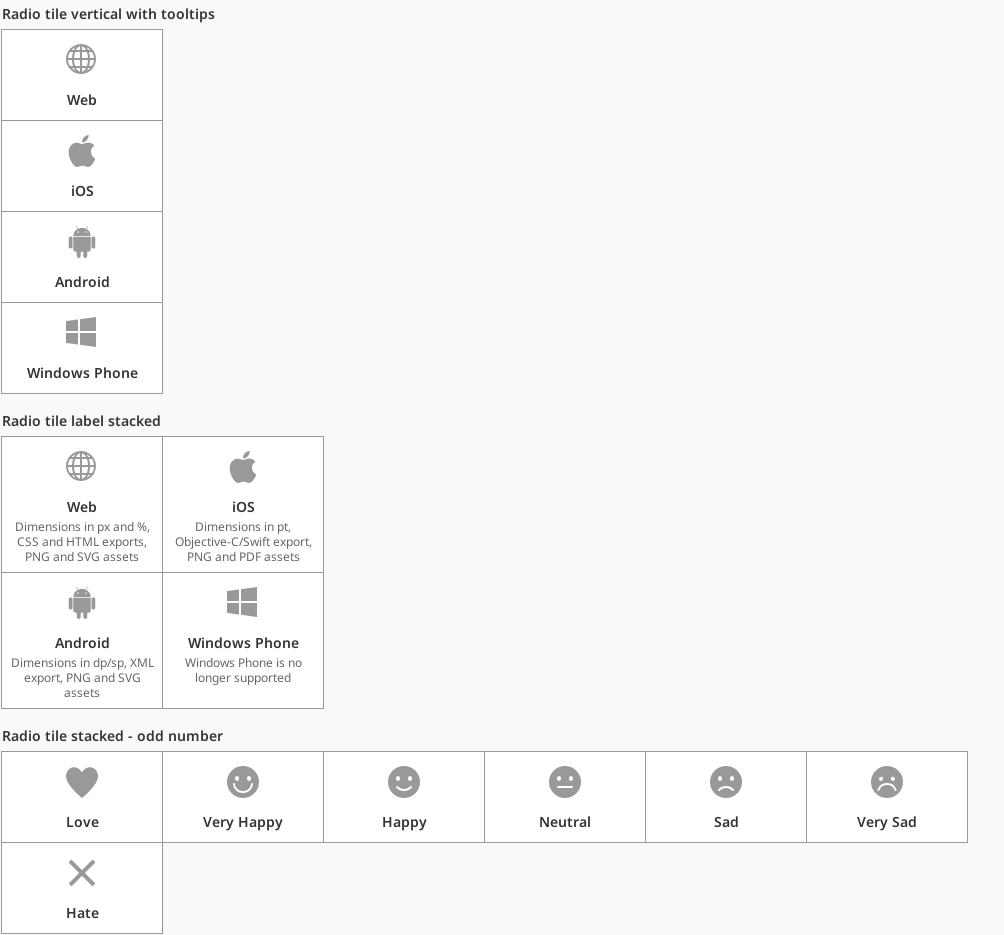 Radio tile vertical with tooltips
Web
iOS
Android
Windows Phone
Radio tile label stacked
Web
Dimensions in px and %,
CSS and HTML exports,
PNG and SVG assets
iOS
Dimensions in pt,
Objective-C/Swift export,
PNG and PDF assets
Android
Dimensions in dp/sp, XML
export, PNG and SVG
assets
Windows Phone
Windows Phone is no
longer supported
Radio tile stacked - odd number
Love
Very Happy
Happy
Neutral
Sad
Very Sad
Hate